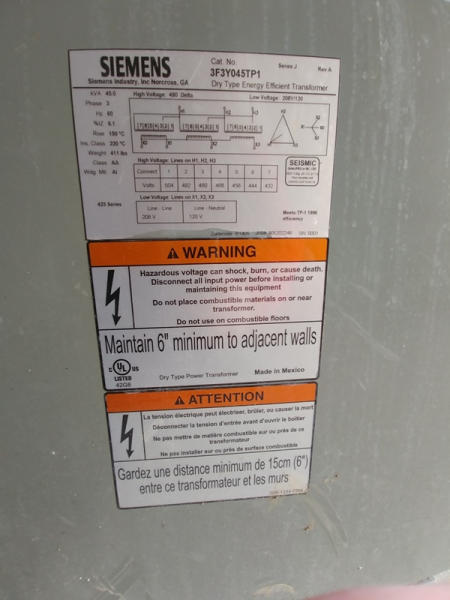 SIEMENS
Siemens Industry, Inc Norcross, GA
Cat. No.
Series J
Rev A
3F3Y045TP1
Dry Type Energy Efficient Transformer
kVA 45.0
Phase 3
Hz 60
Rise 150 °C
Ins. Class 220 °C
Weight 411 lbs
Class AA
Wdg. Mtl. Al
High Voltage: 480 Delta
Low Voltage: 208Y/120
H1
H2
H3
High Voltage: Lines on H1, H2, H3
Connect 1 2 3 4 5 6 7
Volts 504 492 480 468 456 444 432
Low Voltage: Lines on X1, X2, X3
Line - Line Line - Neutral
208 V 120 V
SEISMIC
Meets TP-1 1996
efficiency
WARNING
Hazardous voltage can shock, burn, or cause death.
Disconnect all input power before installing or
maintaining this equipment
Do not place combustible materials on or near
transformer.
Do not use on combustible floors
Maintain 6" minimum to adjacent walls
C UL US
LISTED
42G8
Dry Type Power Transformer
Made in Mexico
ATTENTION
La tension électrique peut électriser, brûler, ou causer la mort
Déconnecter la tension d'entrée avant d'ouvrir le boîtier
Ne pas mettre de matière combustible sur ou près de ce
transformateur
Ne pas installer sur ou près de surface combustible
Gardez une distance minimum de 15cm (6")
entre ce transformateur et les murs